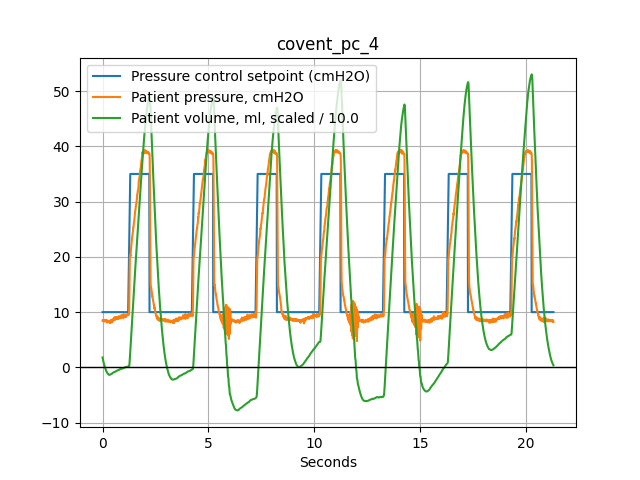 covent_pc_4
Pressure control setpoint (cmH2O)
Patient pressure, cmH2O
Patient volume, ml, scaled / 10.0
50
40
30
20
10
0
−10
0 5 10 15 20
Seconds